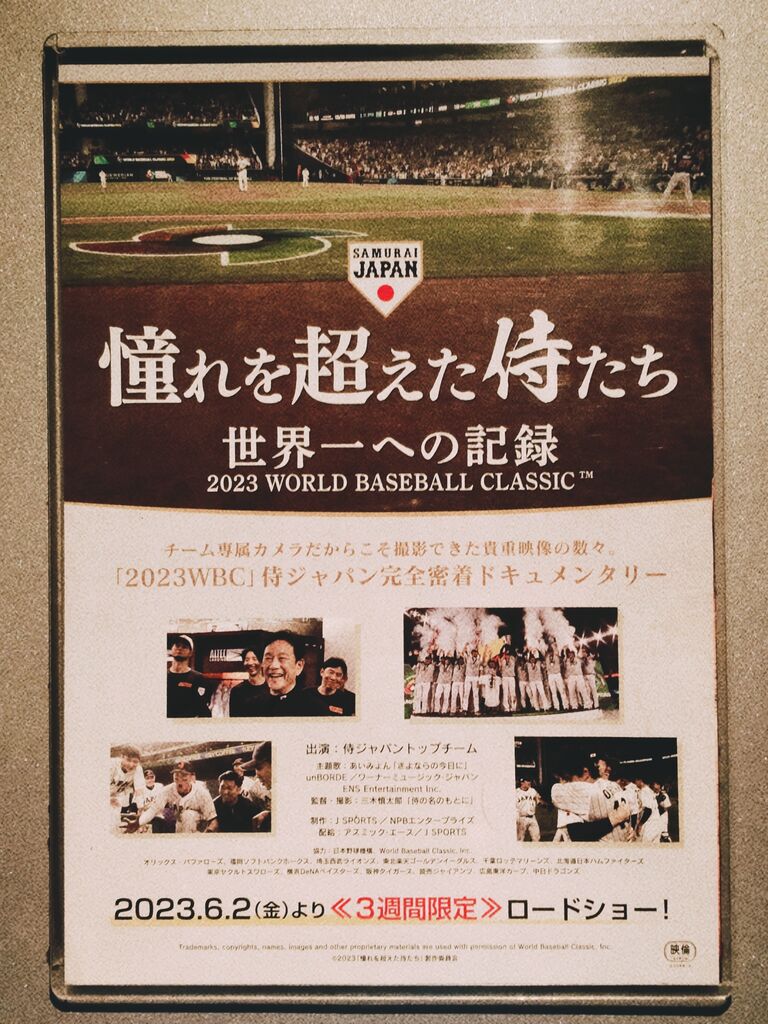 SAMURAI
JAPAN
憧れを超えた侍たち
世界一への記録
2023 WORLD BASEBALL CLASSIC™
チーム専属カメラだからこそ撮影できた貴重映像の数々。
「2023WBC」侍ジャパン完全密着ドキュメンタリー
出演：侍ジャパントップチーム
主題歌：あいみょん「さよならの今日に」
unBORDE／ワーナーミュージック・ジャパン
ENS Entertainment Inc.
監督・撮影：三木慎太郎「侍の名のもとに」
制作：J SPORTS／NPBエンタープライズ
配給：アスミック・エース／J SPORTS
協力：日本野球機構、World Baseball Classic, Inc.
オリックス・バファローズ、福岡ソフトバンクホークス、埼玉西武ライオンズ、東北楽天ゴールデンイーグルス、千葉ロッテマリーンズ、北海道日本ハムファイターズ
東京ヤクルトスワローズ、横浜DeNAベイスターズ、阪神タイガース、読売ジャイアンツ、広島東洋カープ、中日ドラゴンズ
2023.6.2(金)より≪3週間限定≫ロードショー！
Trademarks, copyrights, names, images and other proprietary materials are used with permission of World Baseball Classic, Inc.
©2023「憧れを超えた侍たち」製作委員会
映倫